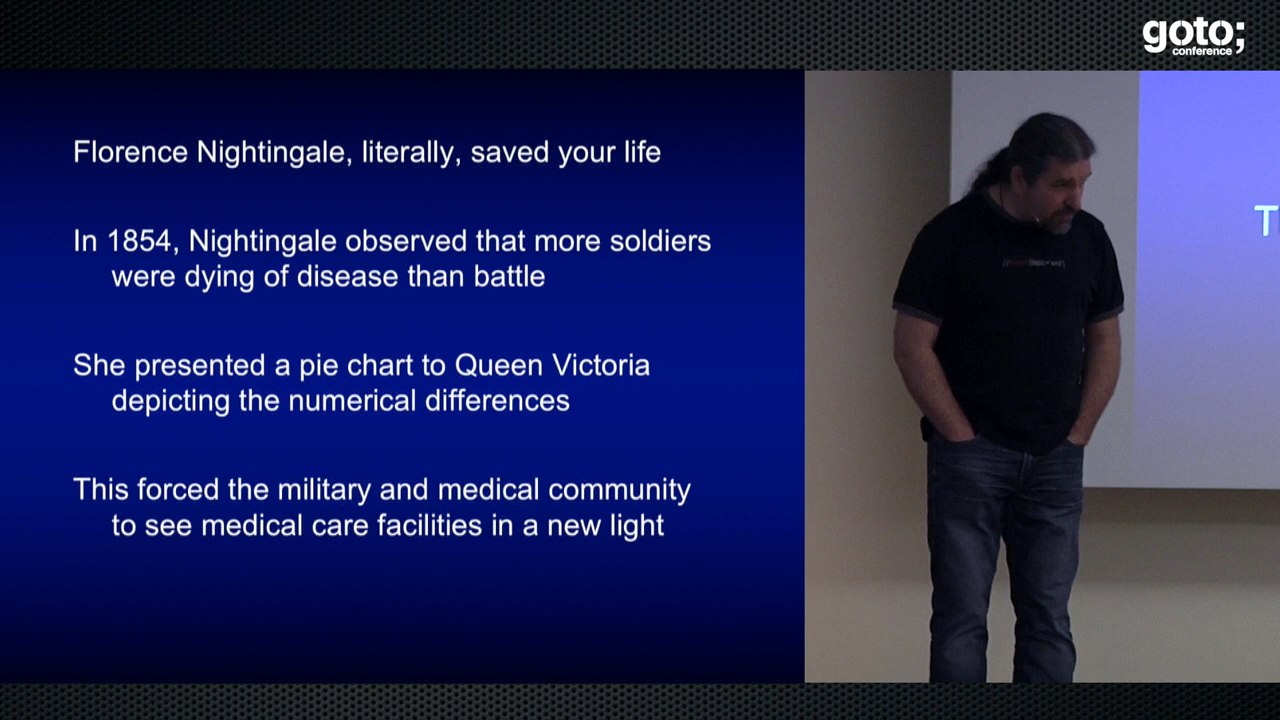 goto;
conference
Florence Nightingale, literally, saved your life
In 1854, Nightingale observed that more soldiers
were dying of disease than battle
She presented a pie chart to Queen Victoria
depicting the numerical differences
This forced the military and medical community
to see medical care facilities in a new light